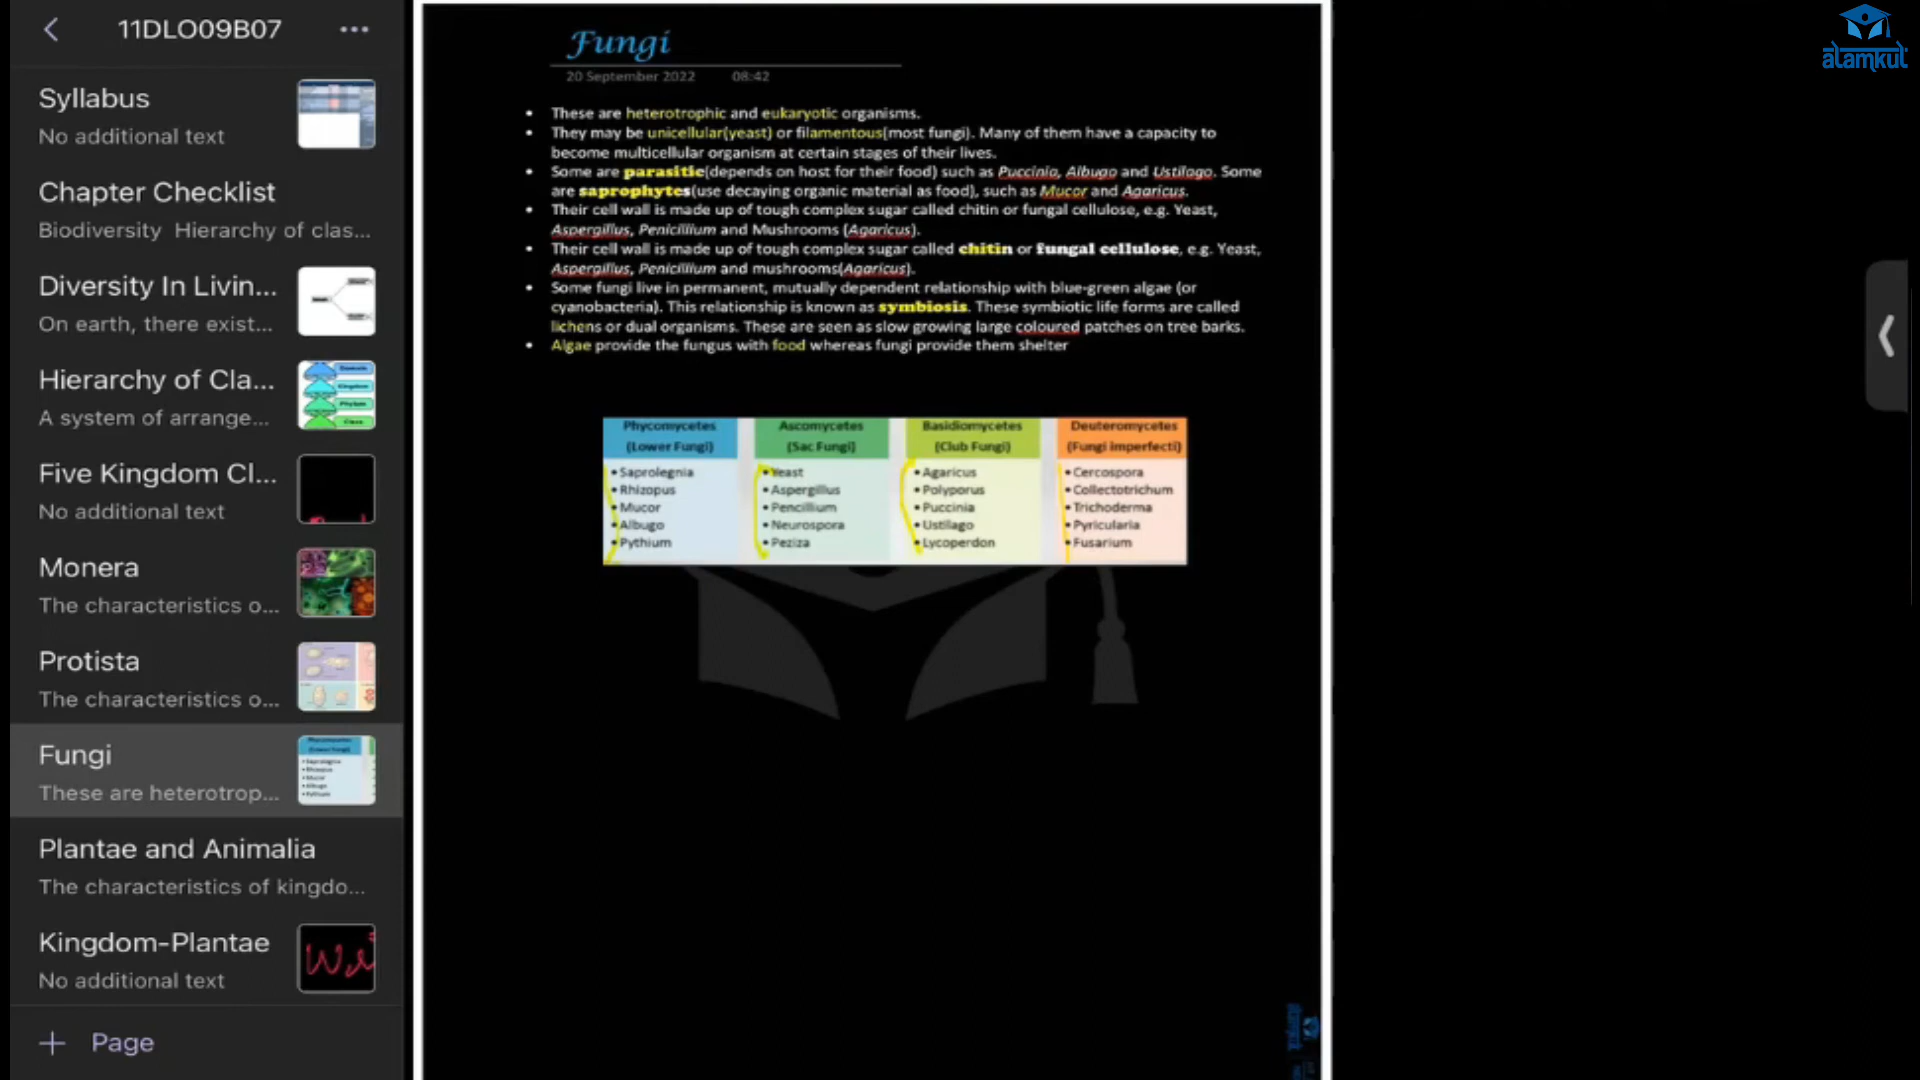 11DLO09B07
Syllabus
No additional text
Chapter Checklist
Biodiversity Hierarchy of clas...
Diversity In Livin...
On earth, there exist...
Hierarchy of Cla...
A system of arrange...
Five Kingdom Cl...
No additional text
Monera
The characteristics o...
Protista
The characteristics o...
Fungi
These are heterotrop...
Plantae and Animalia
The characteristics of kingdo...
Kingdom-Plantae
No additional text
Page
Fungi
20 September 2022 08:42
• These are heterotrophic and eukaryotic organisms.
• They may be unicellular(yeast) or filamentous(most fungi). Many of them have a capacity to
become multicellular organism at certain stages of their lives.
• Some are parasitic(depends on host for their food) such as Puccinia, Albugo and Ustilago. Some
are saprophytes(use decaying organic material as food), such as Mucor and Agaricus.
• Their cell wall is made up of tough complex sugar called chitin or fungal cellulose, e.g. Yeast,
Aspergillus, Penicillium and Mushrooms (Agaricus).
• Their cell wall is made up of tough complex sugar called chitin or fungal cellulose, e.g. Yeast,
Aspergillus, Penicillium and mushrooms(Agaricus).
• Some fungi live in permanent, mutually dependent relationship with blue-green algae (or
cyanobacteria). This relationship is known as symbiosis. These symbiotic life forms are called
lichens or dual organisms. These are seen as slow growing large coloured patches on tree barks.
• Algae provide the fungus with food whereas fungi provide them shelter
Phycomycetes
(Lower Fungi)
• Saprolegnia
• Rhizopus
• Mucor
• Albugo
• Pythium
Ascomycetes
(Sac Fungi)
• Yeast
• Aspergillus
• Pencillium
• Neurospora
• Peziza
Basidiomycetes
(Club Fungi)
• Agaricus
• Polyporus
• Puccinia
• Ustilago
• Lycoperdon
Deuteromycetes
(Fungi Imperfecti)
• Cercospora
• Collectotrichum
• Trichoderma
• Pyricularia
• Fusarium
alamkut